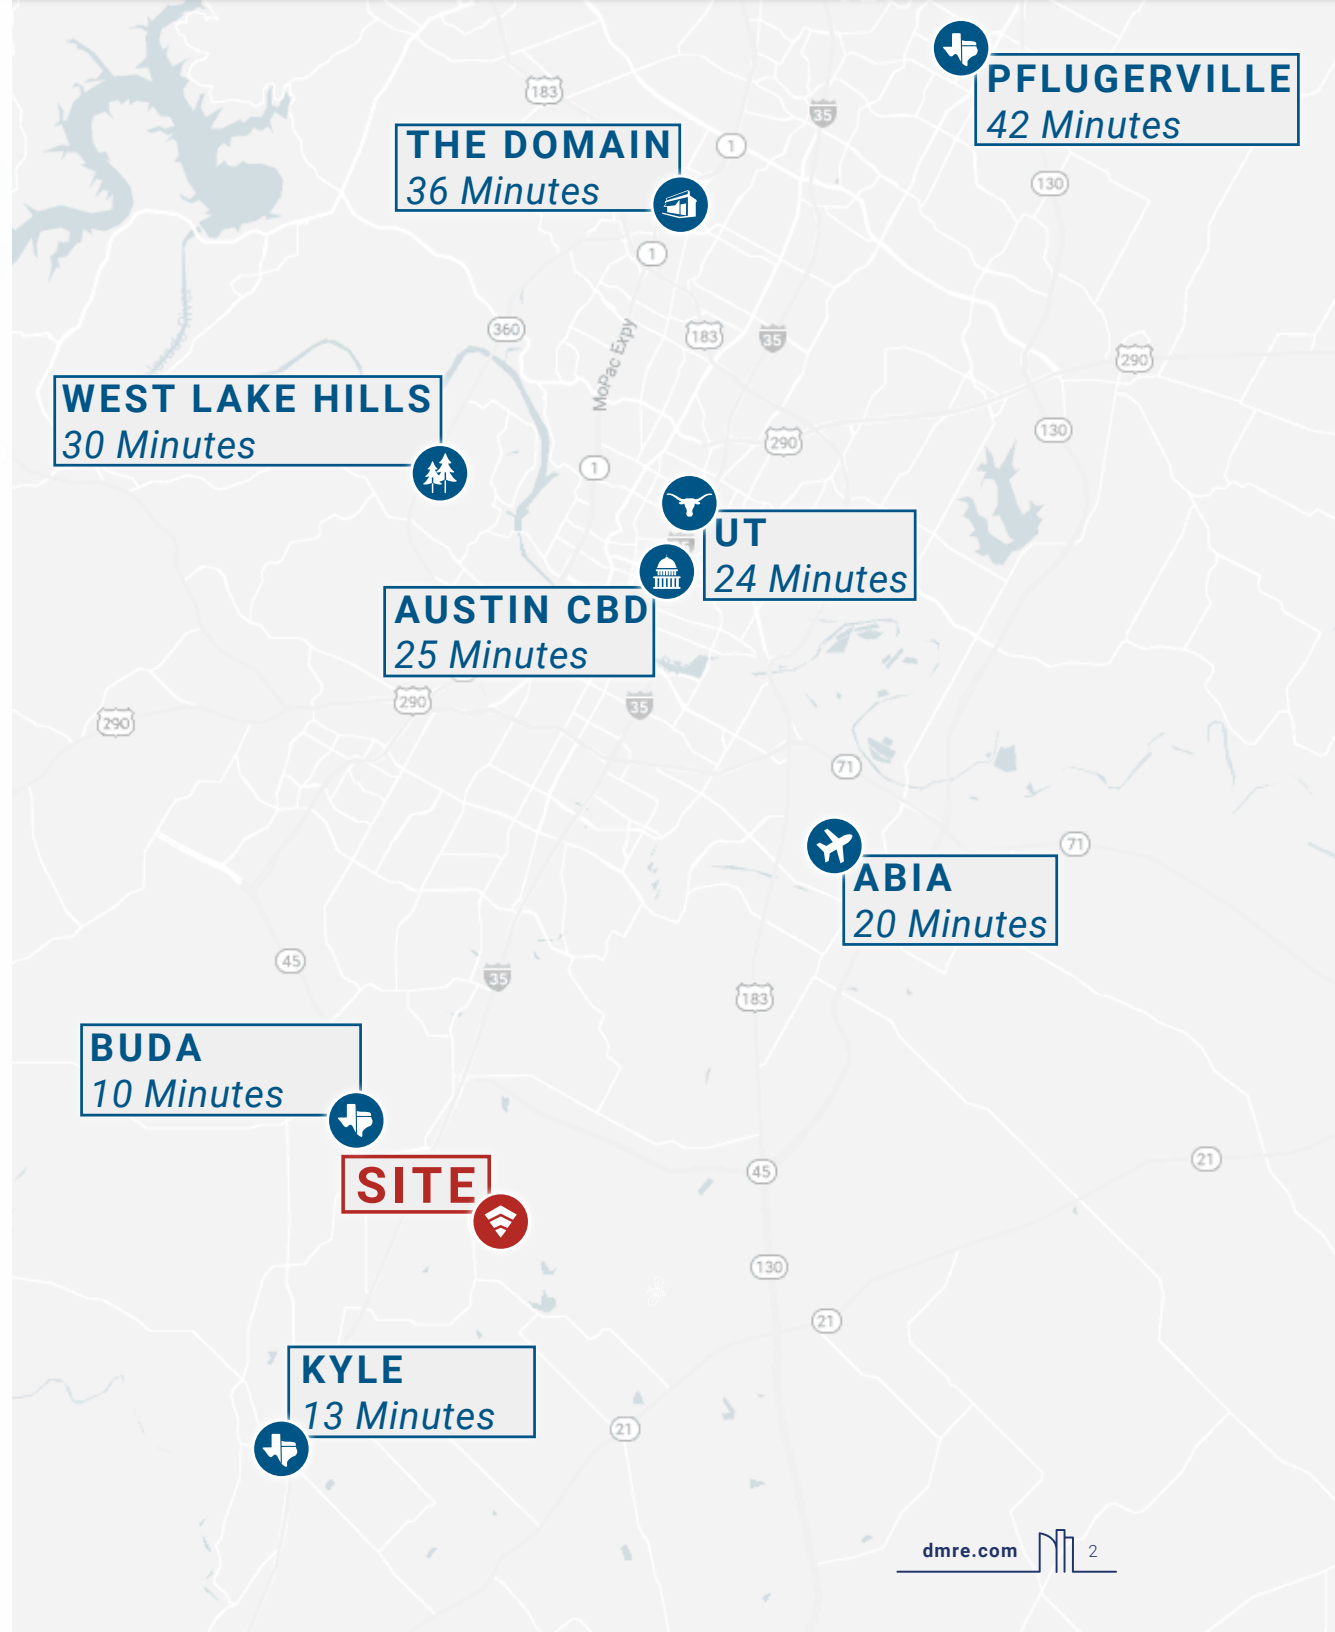 PFLUGERVILLE
42 Minutes
183
35
THE DOMAIN
36 Minutes
1
130
1
360
MoPac Expy
183
35
290
WEST LAKE HILLS
30 Minutes
130
290
1
UT
24 Minutes
AUSTIN CBD
25 Minutes
290
35
290
71
71
ABIA
20 Minutes
45
35
183
BUDA
10 Minutes
SITE
45
21
130
21
KYLE
13 Minutes
21
dmre.com
2